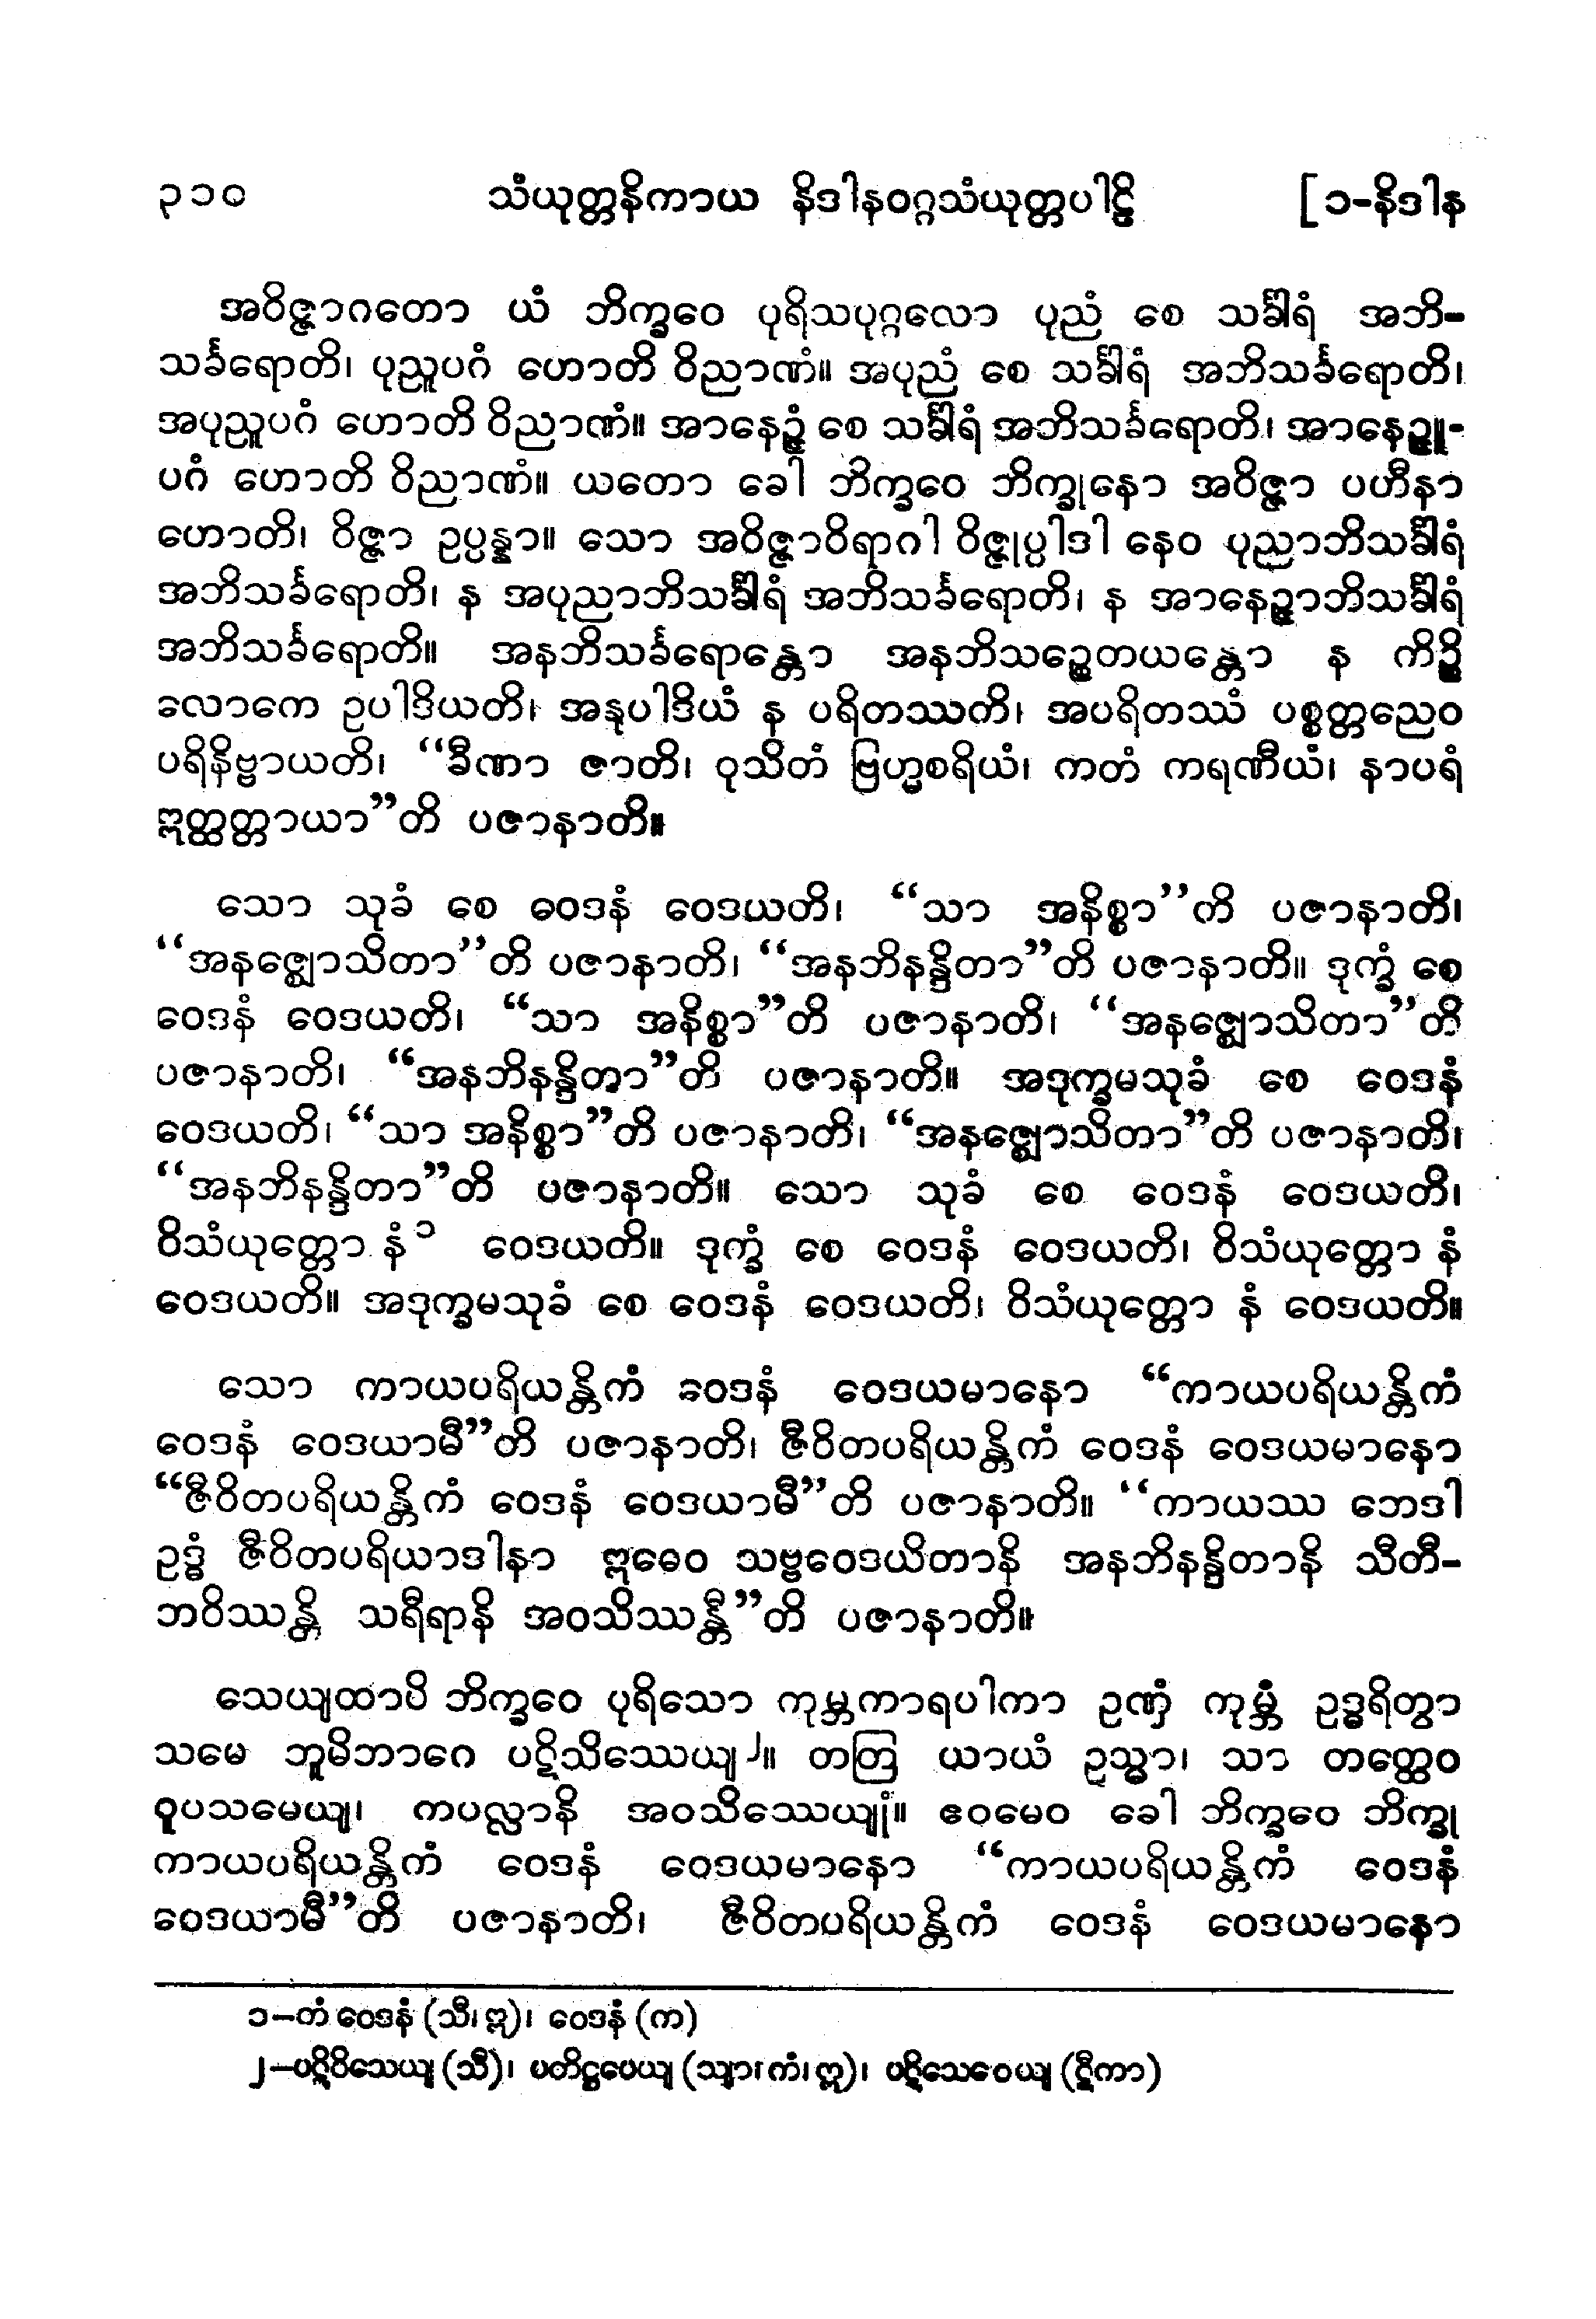 ၃၁၀ သံယုတ္တနိကာယ နိဒါနဝဂ္ဂသံယုတ္တပါဠိ [၁-နိဒါန
အဝိဇ္ဇာဂတော ယံ ဘိက္ခဝေ ပုရိသပုဂ္ဂလော ပုညံ စေ သင်္ခါရံ အဘိ-
သင်္ခရောတိ၊ ပုညူပဂံ ဟောတိ ဝိညာဏံ။ အပုညံ စေ သင်္ခါရံ အဘိသင်္ခရောတိ၊
အပုညူပဂံ ဟောတိ ဝိညာဏံ။ အာနေဉ္ဇံ စေ သင်္ခါရံ အဘိသင်္ခရောတိ၊ အာနေဉ္ဇူ-
ပဂံ ဟောတိ ဝိညာဏံ။ ယတော ခေါ ဘိက္ခဝေ ဘိက္ခုနော အဝိဇ္ဇာ ပဟီနာ
ဟောတိ၊ ဝိဇ္ဇာ ဥပ္ပန္နာ။ သော အဝိဇ္ဇာဝိရာဂါ ဝိဇ္ဇုပ္ပါဒါ နေဝ ပုညာဘိသင်္ခါရံ
အဘိသင်္ခရောတိ၊ န အပုညာဘိသင်္ခါရံ အဘိသင်္ခရောတိ၊ န အာနေဉ္ဇာဘိသင်္ခါရံ
အဘိသင်္ခရောတိ။ အနဘိသင်္ခရောန္တော အနဘိသဉ္စေတယန္တော န ကိဉ္စိ
လောကေ ဥပါဒိယတိ၊ အနုပါဒိယံ န ပရိတဿတိ၊ အပရိတဿံ ပစ္စတ္တညေဝ
ပရိနိဗ္ဗာယတိ၊ “ခီဏာ ဇာတိ၊ ဝုသိတံ ဗြဟ္မစရိယံ၊ ကတံ ကရဏီယံ၊ နာပရံ
ဣတ္ထတ္တာယာ”တိ ပဇာနာတိ။
သော သုခံ စေ ဝေဒနံ ဝေဒယတိ၊ “သာ အနိစ္စာ”တိ ပဇာနာတိ၊
“အနဇ္ဈောသိတာ”တိ ပဇာနာတိ၊ “အနဘိနန္ဒိတာ”တိ ပဇာနာတိ။ ဒုက္ခံ စေ
ဝေဒနံ ဝေဒယတိ၊ “သာ အနိစ္စာ”တိ ပဇာနာတိ၊ “အနဇ္ဈောသိတာ”တိ
ပဇာနာတိ၊ “အနဘိနန္ဒိတာ”တိ ပဇာနာတိ။ အဒုက္ခမသုခံ စေ ဝေဒနံ
ဝေဒယတိ၊ “သာ အနိစ္စာ”တိ ပဇာနာတိ၊ “အနဇ္ဈောသိတာ”တိ ပဇာနာတိ၊
“အနဘိနန္ဒိတာ”တိ ပဇာနာတိ။ သော သုခံ စေ ဝေဒနံ ဝေဒယတိ၊
ဝိသံယုတ္တော နံ၁ ဝေဒယတိ။ ဒုက္ခံ စေ ဝေဒနံ ဝေဒယတိ၊ ဝိသံယုတ္တော နံ
ဝေဒယတိ။ အဒုက္ခမသုခံ စေ ဝေဒနံ ဝေဒယတိ၊ ဝိသံယုတ္တော နံ ဝေဒယတိ။
သော ကာယပရိယန္တိကံ ဝေဒနံ ဝေဒယမာနော “ကာယပရိယန္တိကံ
ဝေဒနံ ဝေဒယာမီ”တိ ပဇာနာတိ၊ ဇီဝိတပရိယန္တိကံ ဝေဒနံ ဝေဒယမာနော
“ဇီဝိတပရိယန္တိကံ ဝေဒနံ ဝေဒယာမီ”တိ ပဇာနာတိ။ “ကာယဿ ဘေဒါ
ဥဒ္ဓံ ဇီဝိတပရိယာဒါနာ ဣဓေဝ သဗ္ဗဝေဒယိတာနိ အနဘိနန္ဒိတာနိ သီတီ-
ဘဝိဿန္တိ သရီရာနိ အဝသိဿန္တီ”တိ ပဇာနာတိ။
သေယျထာပိ ဘိက္ခဝေ ပုရိသော ကုမ္ဘကာရပါကာ ဥဏှံ ကုမ္ဘံ ဥဒ္ဓရိတွာ
သမေ ဘူမိဘာဂေ ပဋိသိဿေယျ၂။ တတြ ယာယံ ဥသ္မာ၊ သာ တတ္ထေဝ
ဝူပသမေယျ၊ ကပလ္လာနိ အဝသိဿေယျုံ။ ဧဝမေဝ ခေါ ဘိက္ခဝေ ဘိက္ခု
ကာယပရိယန္တိကံ ဝေဒနံ ဝေဒယမာနော “ကာယပရိယန္တိကံ ဝေဒနံ
ဝေဒယာမီ”တိ ပဇာနာတိ၊ ဇီဝိတပရိယန္တိကံ ဝေဒနံ ဝေဒယမာနော
၁-တံ ဝေဒနံ (သီ၊ ဣ)၊ ဝေဒနံ (က)
၂-ပဋိဝိသေယျ (သီ)၊ ပတိဋ္ဌပေယျ (သျာ၊ ကံ၊ ဣ)၊ ပဋိသေဝေယျ (ဋီကာ)